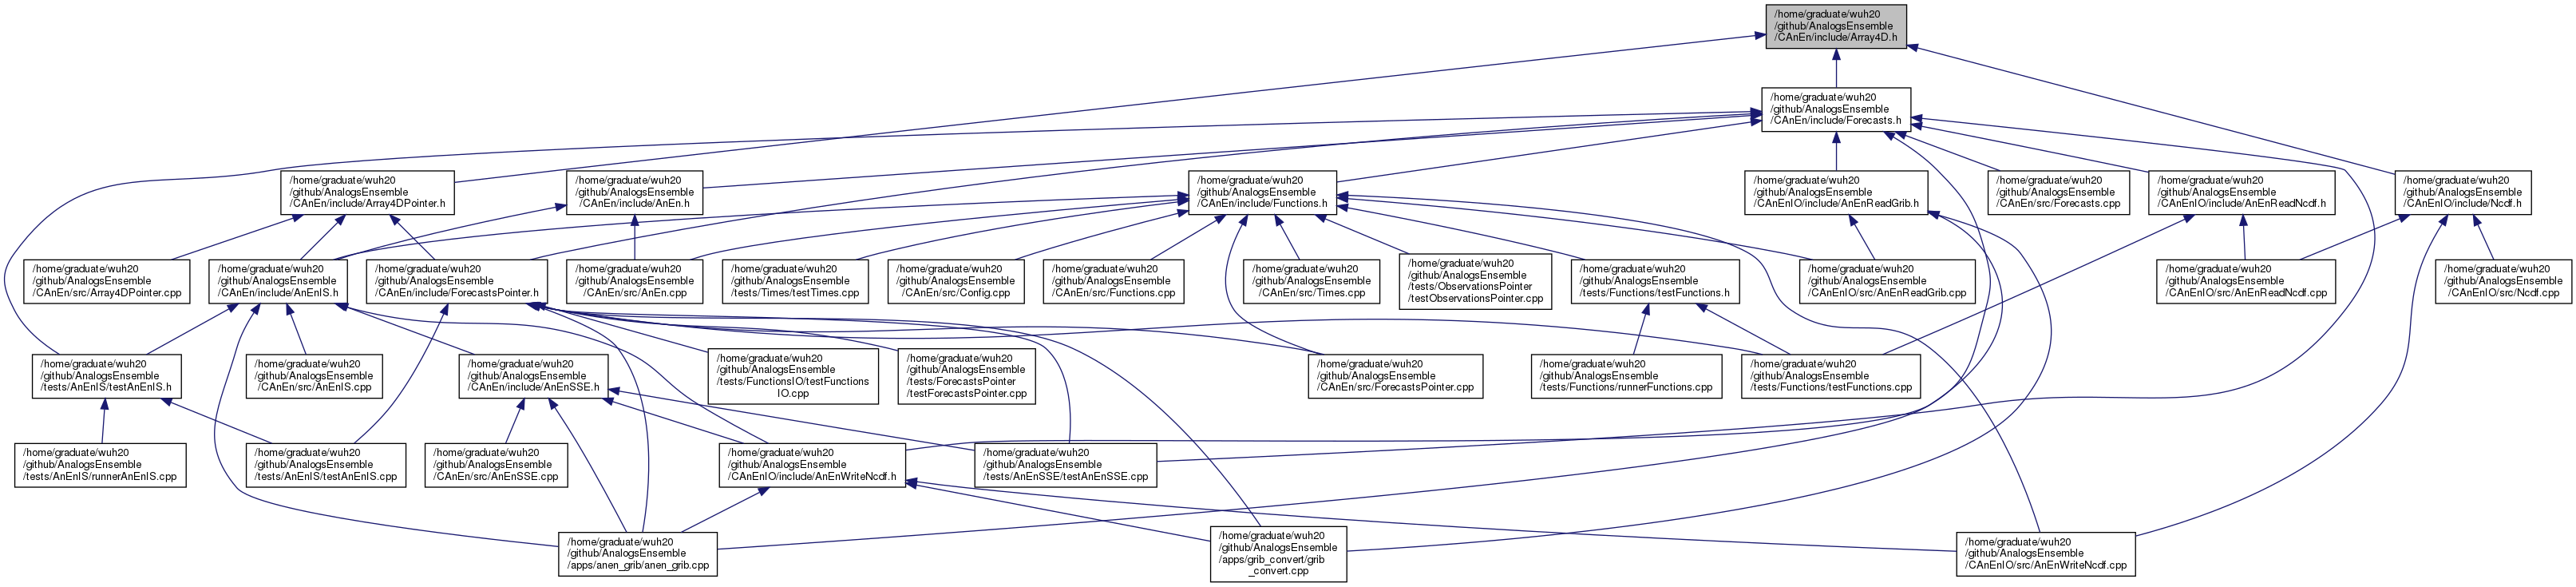 /home/graduate/wuh20
/github/AnalogsEnsemble
/CAnEn/include/Array4D.h
/home/graduate/wuh20
/github/AnalogsEnsemble
/CAnEn/include/Forecasts.h
/home/graduate/wuh20
/github/AnalogsEnsemble
/CAnEn/include/Array4DPointer.h
/home/graduate/wuh20
/github/AnalogsEnsemble
/CAnEn/include/AnEn.h
/home/graduate/wuh20
/github/AnalogsEnsemble
/CAnEn/include/Functions.h
/home/graduate/wuh20
/github/AnalogsEnsemble
/CAnEnIO/include/AnEnReadGrib.h
/home/graduate/wuh20
/github/AnalogsEnsemble
/CAnEn/src/Forecasts.cpp
/home/graduate/wuh20
/github/AnalogsEnsemble
/CAnEnIO/include/AnEnReadNcdf.h
/home/graduate/wuh20
/github/AnalogsEnsemble
/CAnEnIO/include/Ncdf.h
/home/graduate/wuh20
/github/AnalogsEnsemble
/CAnEn/src/Array4DPointer.cpp
/home/graduate/wuh20
/github/AnalogsEnsemble
/CAnEn/include/AnEnIS.h
/home/graduate/wuh20
/github/AnalogsEnsemble
/CAnEn/include/ForecastsPointer.h
/home/graduate/wuh20
/github/AnalogsEnsemble
/CAnEn/src/AnEn.cpp
/home/graduate/wuh20
/github/AnalogsEnsemble
/tests/Times/testTimes.cpp
/home/graduate/wuh20
/github/AnalogsEnsemble
/CAnEn/src/Config.cpp
/home/graduate/wuh20
/github/AnalogsEnsemble
/CAnEn/src/Functions.cpp
/home/graduate/wuh20
/github/AnalogsEnsemble
/CAnEn/src/Times.cpp
/home/graduate/wuh20
/github/AnalogsEnsemble
/tests/ObservationsPointer
/testObservationsPointer.cpp
/home/graduate/wuh20
/github/AnalogsEnsemble
/tests/Functions/testFunctions.h
/home/graduate/wuh20
/github/AnalogsEnsemble
/CAnEnIO/src/AnEnReadGrib.cpp
/home/graduate/wuh20
/github/AnalogsEnsemble
/CAnEnIO/src/AnEnReadNcdf.cpp
/home/graduate/wuh20
/github/AnalogsEnsemble
/CAnEnIO/src/Ncdf.cpp
/home/graduate/wuh20
/github/AnalogsEnsemble
/tests/AnEnIS/testAnEnIS.h
/home/graduate/wuh20
/github/AnalogsEnsemble
/CAnEn/src/AnEnIS.cpp
/home/graduate/wuh20
/github/AnalogsEnsemble
/CAnEn/include/AnEnSSE.h
/home/graduate/wuh20
/github/AnalogsEnsemble
/tests/FunctionsIO/testFunctions
IO.cpp
/home/graduate/wuh20
/github/AnalogsEnsemble
/tests/ForecastsPointer
/testForecastsPointer.cpp
/home/graduate/wuh20
/github/AnalogsEnsemble
/CAnEn/src/ForecastsPointer.cpp
/home/graduate/wuh20
/github/AnalogsEnsemble
/tests/Functions/runnerFunctions.cpp
/home/graduate/wuh20
/github/AnalogsEnsemble
/tests/Functions/testFunctions.cpp
/home/graduate/wuh20
/github/AnalogsEnsemble
/tests/AnEnIS/runnerAnEnIS.cpp
/home/graduate/wuh20
/github/AnalogsEnsemble
/tests/AnEnIS/testAnEnIS.cpp
/home/graduate/wuh20
/github/AnalogsEnsemble
/CAnEn/src/AnEnSSE.cpp
/home/graduate/wuh20
/github/AnalogsEnsemble
/CAnEnIO/include/AnEnWriteNcdf.h
/home/graduate/wuh20
/github/AnalogsEnsemble
/tests/AnEnSSE/testAnEnSSE.cpp
/home/graduate/wuh20
/github/AnalogsEnsemble
/apps/anen_grib/anen_grib.cpp
/home/graduate/wuh20
/github/AnalogsEnsemble
/apps/grib_convert/grib
_convert.cpp
/home/graduate/wuh20
/github/AnalogsEnsemble
/CAnEnIO/src/AnEnWriteNcdf.cpp